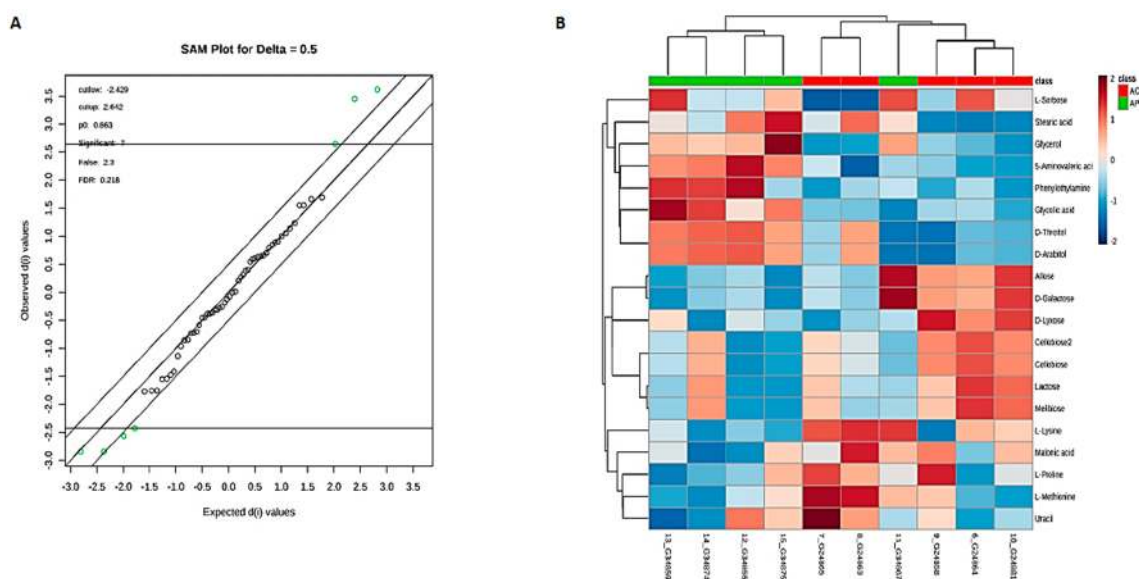 A
B
SAM Plot for Delta = 0.5
cutlow: -2.429
cutup: 2.642
p0: 0.863
Significant: 7
False: 2.3
FDR: 0.218
Observed d(i) values
3.5
3.0
2.5
2.0
1.5
1.0
0.5
0.0
-0.5
-1.0
-1.5
-2.0
-2.5
-3.0
-3.0 -2.5 -2.0 -1.5 -1.0 -0.5 0.0 0.5 1.0 1.5 2.0 2.5 3.0 3.5
Expected d(i) values
class
L-Sorbose
Stearic acid
Glycerol
5-Aminovaleric aci
Phenylethylamine
Glycolic acid
D-Threitol
D-Arabitol
Allose
D-Galactose
D-Lyxose
Cellobiose2
Cellobiose
Lactose
Melibiose
L-Lysine
Malonic acid
L-Proline
L-Methionine
Uracil
2
1
0
-1
-2
class
AC
AP